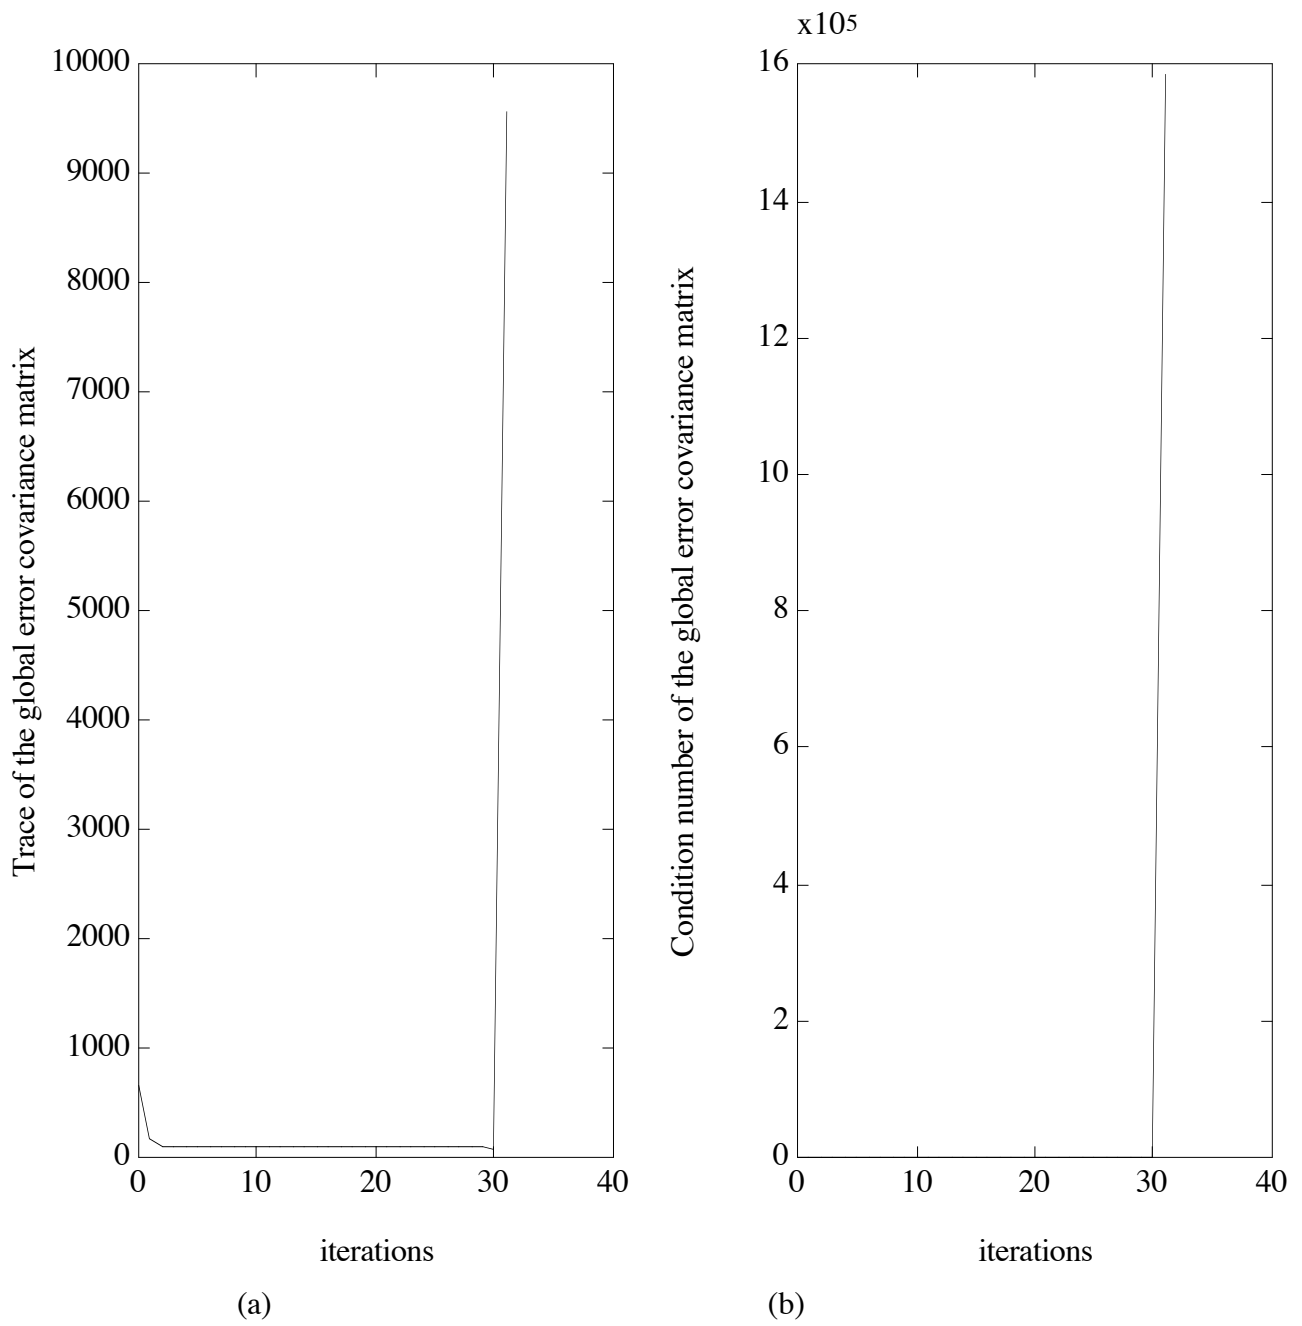 x105
10000
9000
8000
7000
6000
5000
4000
3000
2000
1000
0
0 10 20 30 40
Trace of the global error covariance matrix
iterations
(a)
16
14
12
10
8
6
4
2
0
0 10 20 30 40
Condition number of the global error covariance matrix
iterations
(b)